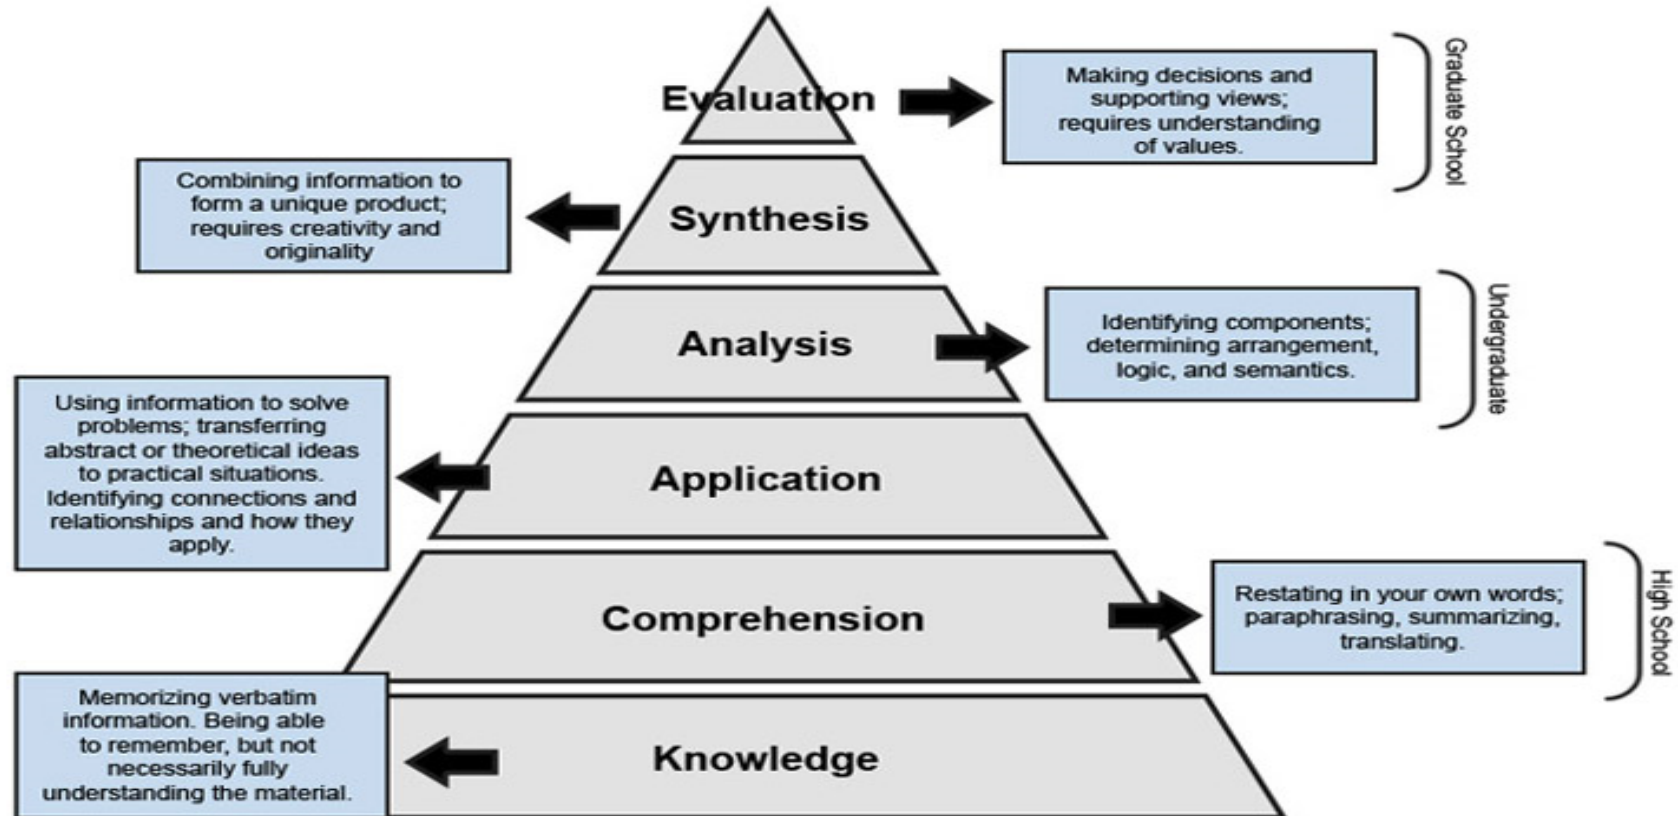 Evaluation
Making decisions and
supporting views;
requires understanding
of values.
Graduate School
Combining information to
form a unique product;
requires creativity and
originality
Synthesis
Analysis
Identifying components;
determining arrangement,
logic, and semantics.
Undergraduate
Using information to solve
problems; transferring
abstract or theoretical ideas
to practical situations.
Identifying connections and
relationships and how they
apply.
Application
Comprehension
Restating in your own words;
paraphrasing, summarizing,
translating.
High School
Memorizing verbatim
information. Being able
to remember, but not
necessarily fully
understanding the material.
Knowledge